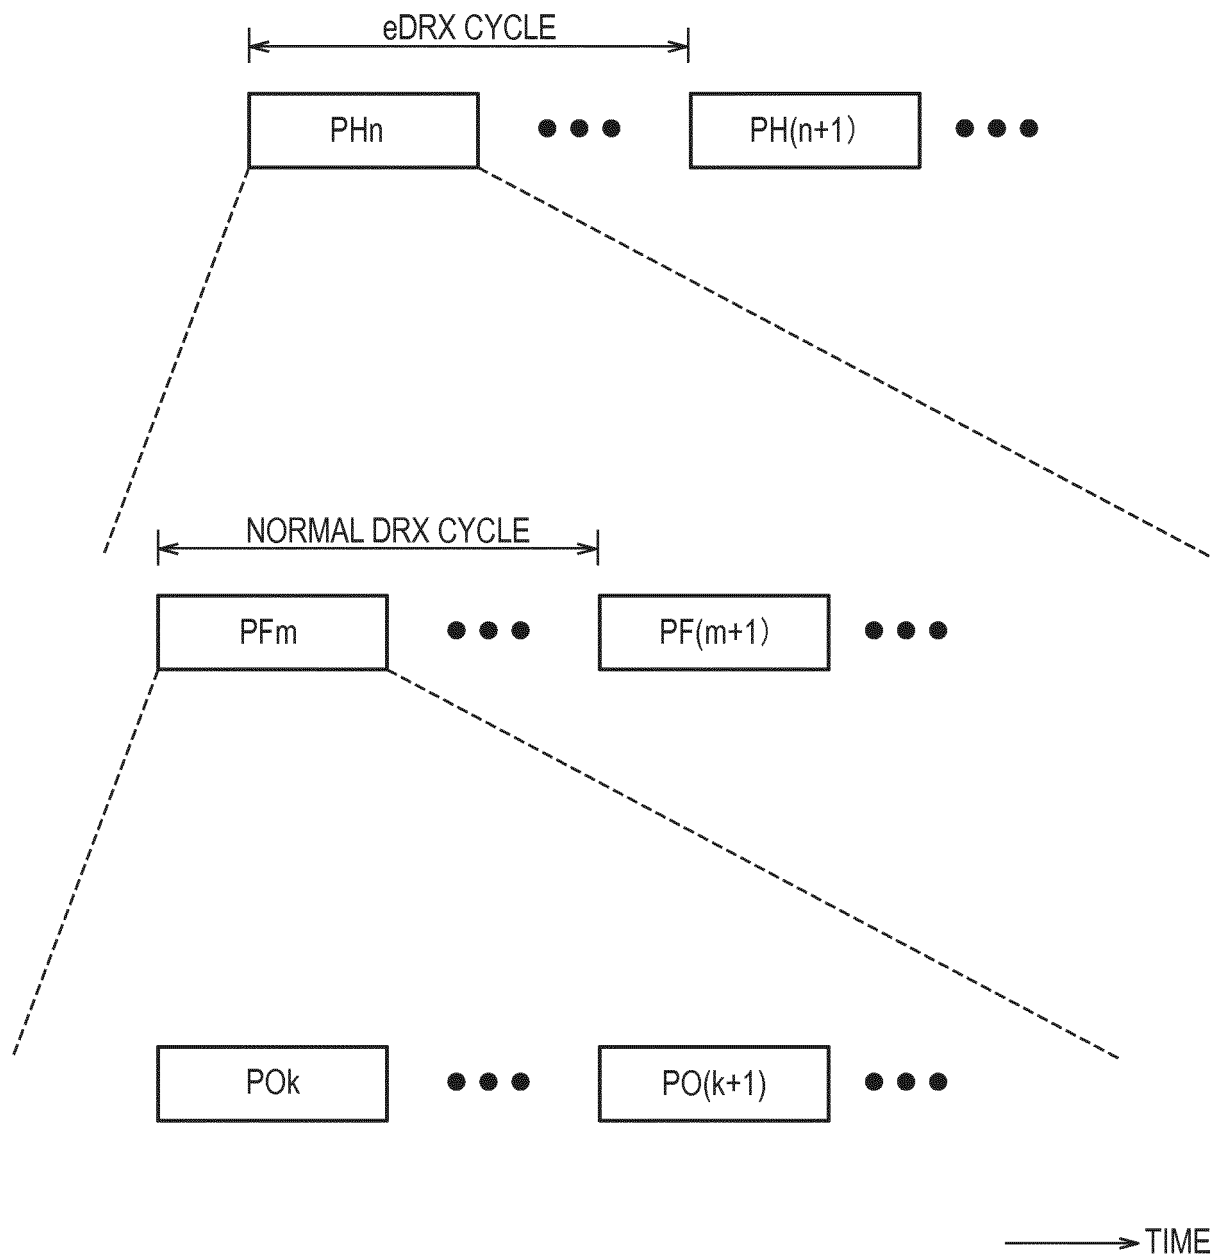 eDRX CYCLE
PHn ●●● PH(n+1) ●●●
NORMAL DRX CYCLE
PFm ●●● PF(m+1) ●●●
POk ●●● PO(k+1) ●●●
TIME